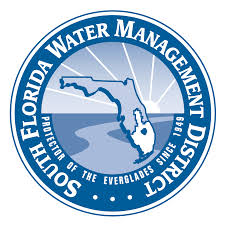 SOUTH FLORIDA WATER MANAGEMENT DISTRICT
PROTECTOR OF THE EVERGLADES SINCE 1949